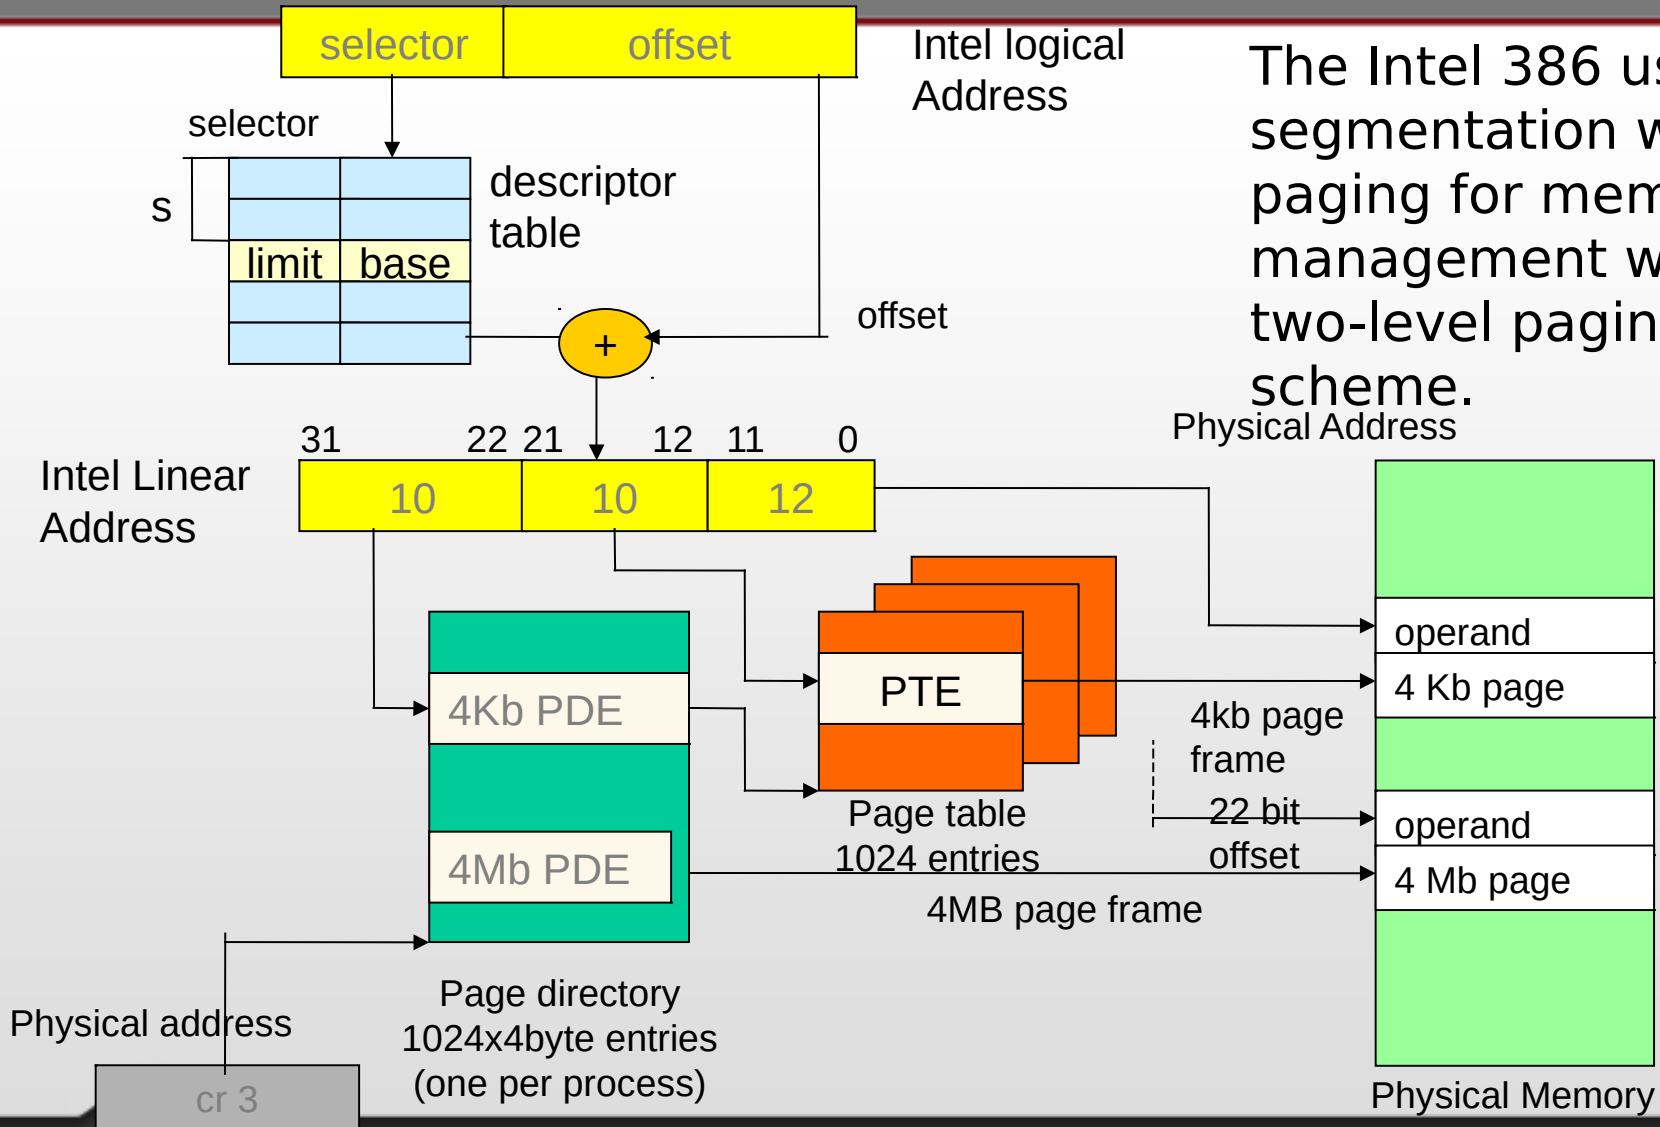 selector offset
Intel logical
Address
The Intel 386
segmentation
paging for
management
two-level
scheme.
selector
s
descriptor
table
limit base
offset
+
Physical Address
31 22 21 12 11 0
Intel Linear
Address
10 10 12
operand
4 Kb page
PTE
4Kb PDE
4kb page
frame
22 bit
offset
operand
4 Mb page
Page table
1024 entries
4Mb PDE
4MB page frame
Page directory
1024x4byte entries
(one per process)
Physical address
cr 3
Physical Memory